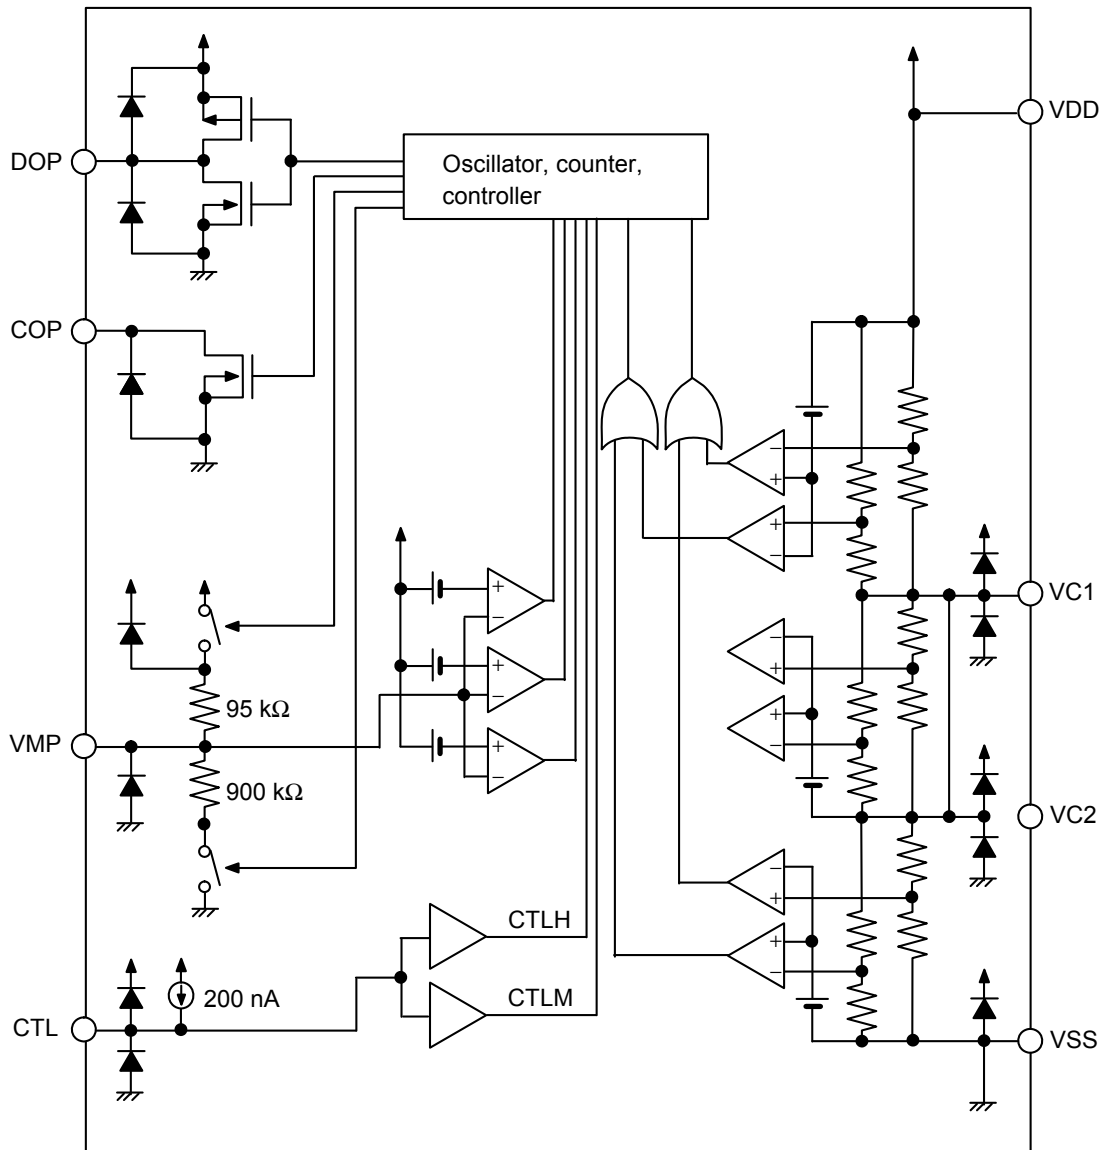 VDD
DOP
Oscillator, counter,
controller
COP
−
+
+
−
+
−
VC1
−
+
+
−
95 kΩ
+
−
VMP
+
−
900 kΩ
VC2
−
+
CTLH
+
−
200 nA
CTLM
CTL
VSS